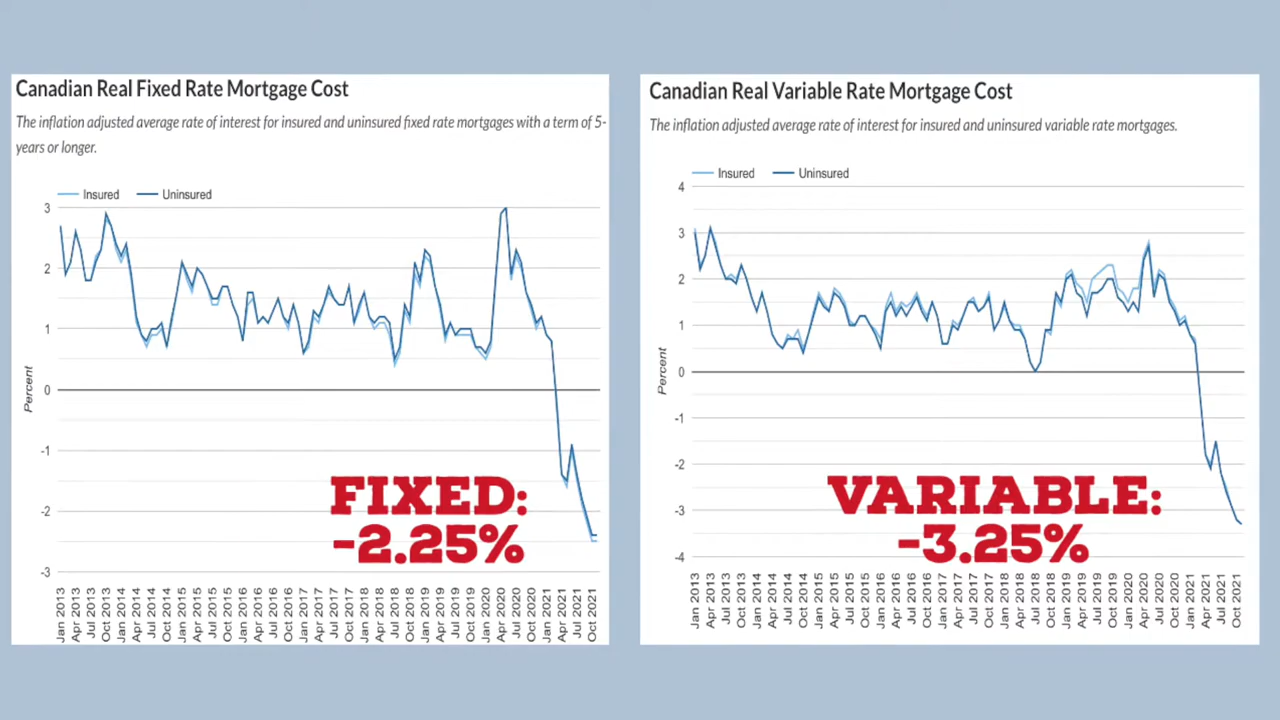 Canadian Real Fixed Rate Mortgage Cost
The inflation adjusted average rate of interest for insured and uninsured fixed rate mortgages with a term of 5-
years or longer.
Insured Uninsured
3
2
1
0
-1
-2
-3
Percent
Jan 2013
Apr 2013
Jul 2013
Oct 2013
Jan 2014
Apr 2014
Jul 2014
Oct 2014
Jan 2015
Apr 2015
Jul 2015
Oct 2015
Jan 2016
Apr 2016
Jul 2016
Oct 2016
Jan 2017
Apr 2017
Jul 2017
Oct 2017
Jan 2018
Apr 2018
Jul 2018
Oct 2018
Jan 2019
Apr 2019
Jul 2019
Oct 2019
Jan 2020
Apr 2020
Jul 2020
Oct 2020
Jan 2021
Apr 2021
Jul 2021
Oct 2021
FIXED:
-2.25%
Canadian Real Variable Rate Mortgage Cost
The inflation adjusted average rate of interest for insured and uninsured variable rate mortgages.
Insured Uninsured
4
3
2
1
0
-1
-2
-3
-4
Percent
Jan 2013
Apr 2013
Jul 2013
Oct 2013
Jan 2014
Apr 2014
Jul 2014
Oct 2014
Jan 2015
Apr 2015
Jul 2015
Oct 2015
Jan 2016
Apr 2016
Jul 2016
Oct 2016
Jan 2017
Apr 2017
Jul 2017
Oct 2017
Jan 2018
Apr 2018
Jul 2018
Oct 2018
Jan 2019
Apr 2019
Jul 2019
Oct 2019
Jan 2020
Apr 2020
Jul 2020
Oct 2020
Jan 2021
Apr 2021
Jul 2021
Oct 2021
VARIABLE:
-3.25%